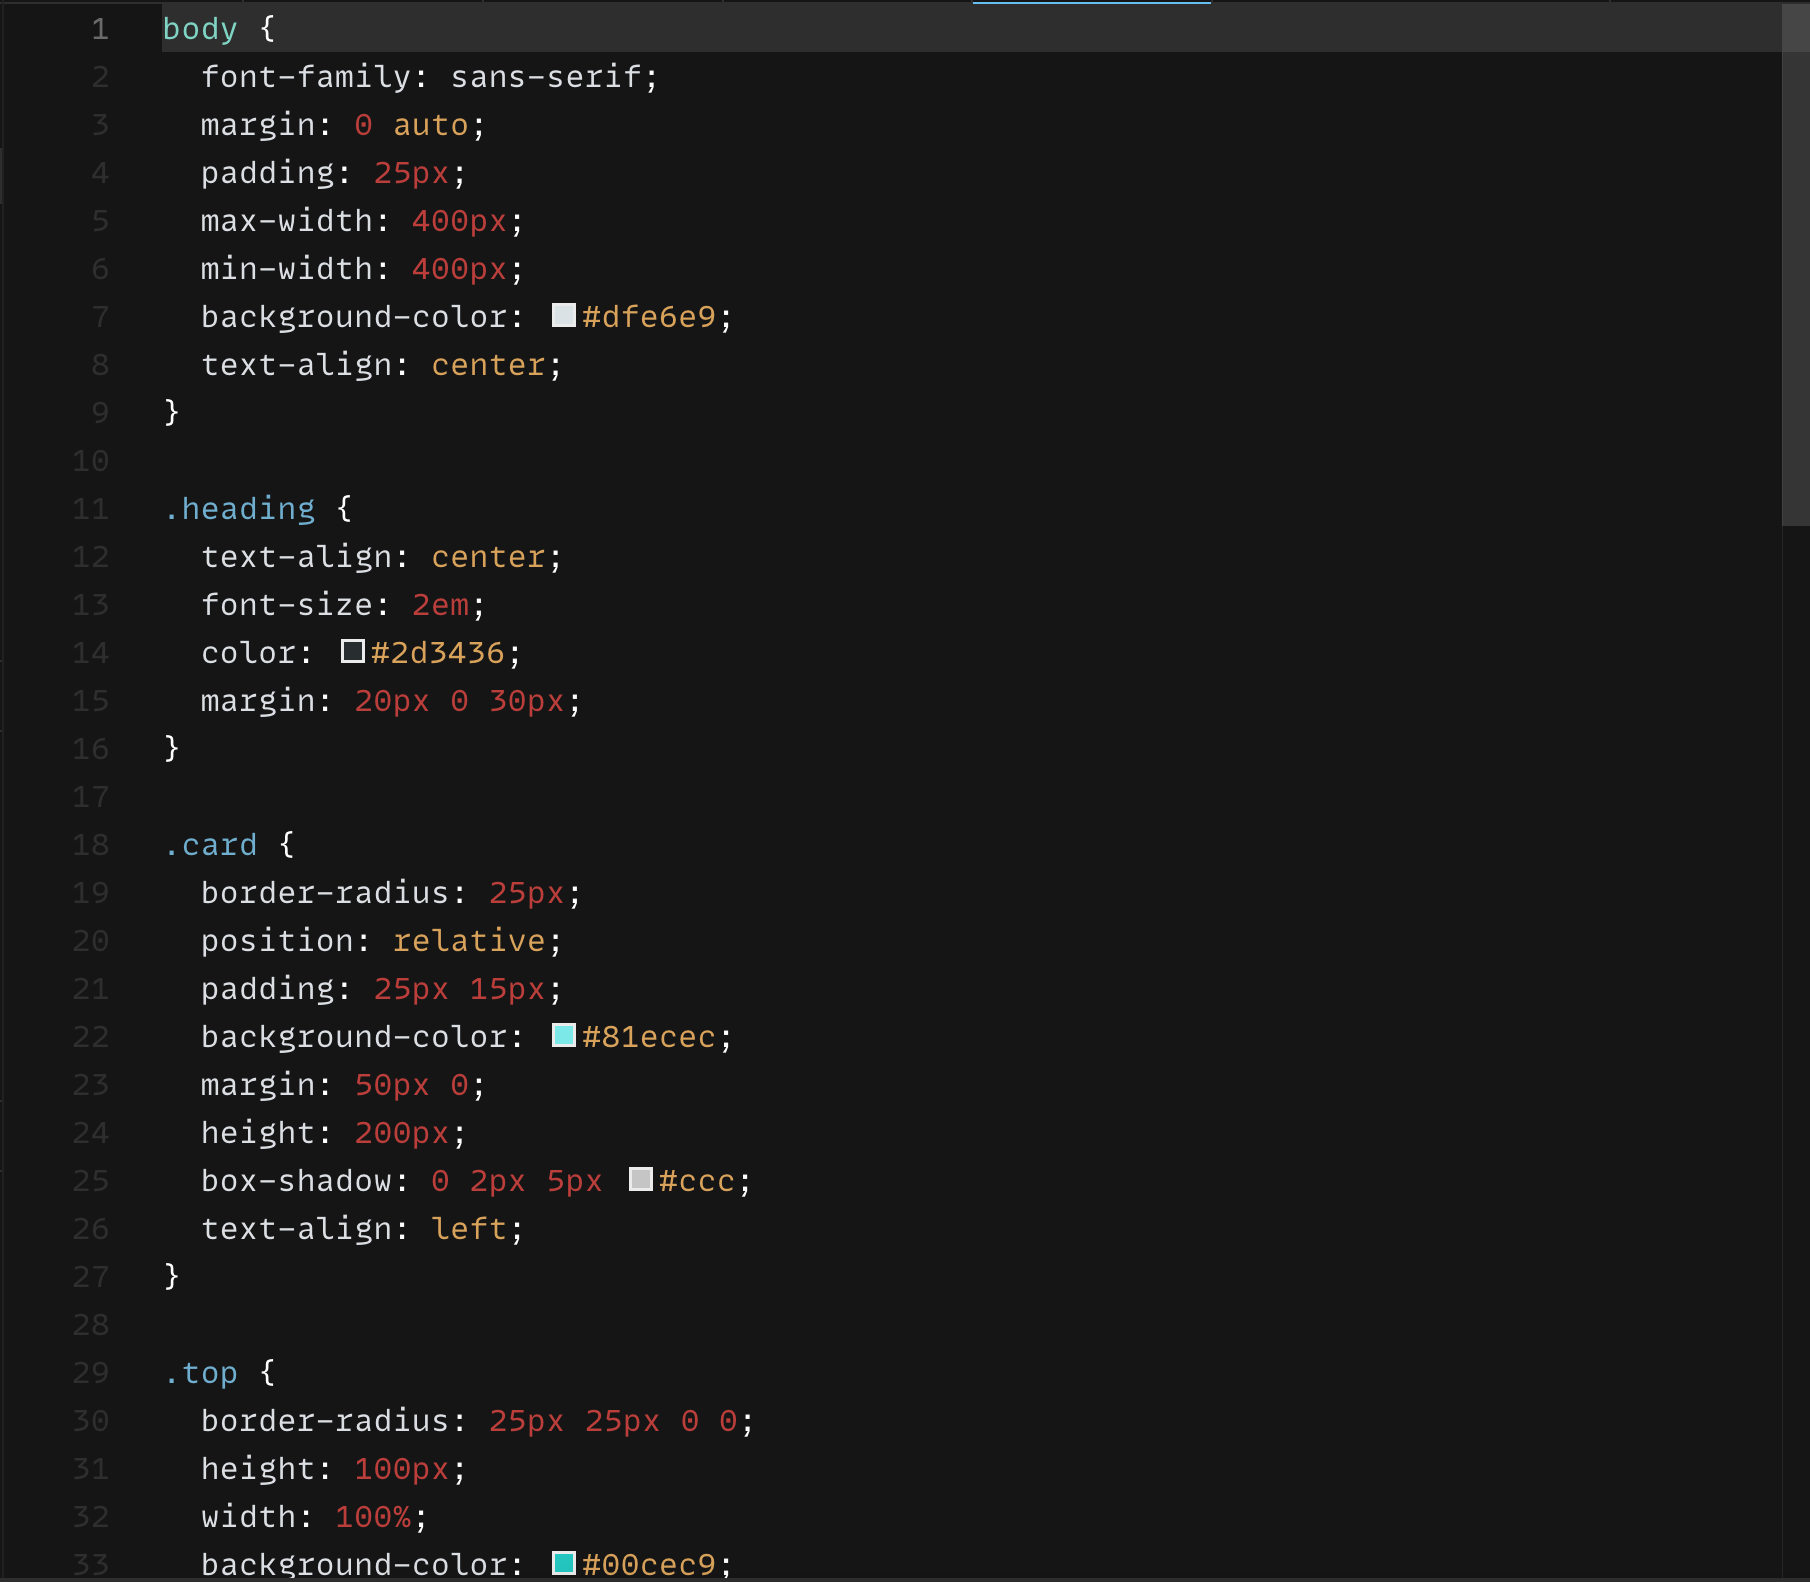 1 body {
2   font-family: sans-serif;
3   margin: 0 auto;
4   padding: 25px;
5   max-width: 400px;
6   min-width: 400px;
7   background-color: #dfe6e9;
8   text-align: center;
9 }
10
11 .heading {
12   text-align: center;
13   font-size: 2em;
14   color: #2d3436;
15   margin: 20px 0 30px;
16 }
17
18 .card {
19   border-radius: 25px;
20   position: relative;
21   padding: 25px 15px;
22   background-color: #81ecec;
23   margin: 50px 0;
24   height: 200px;
25   box-shadow: 0 2px 5px #ccc;
26   text-align: left;
27 }
28
29 .top {
30   border-radius: 25px 25px 0 0;
31   height: 100px;
32   width: 100%;
33   background-color: #00cec9;